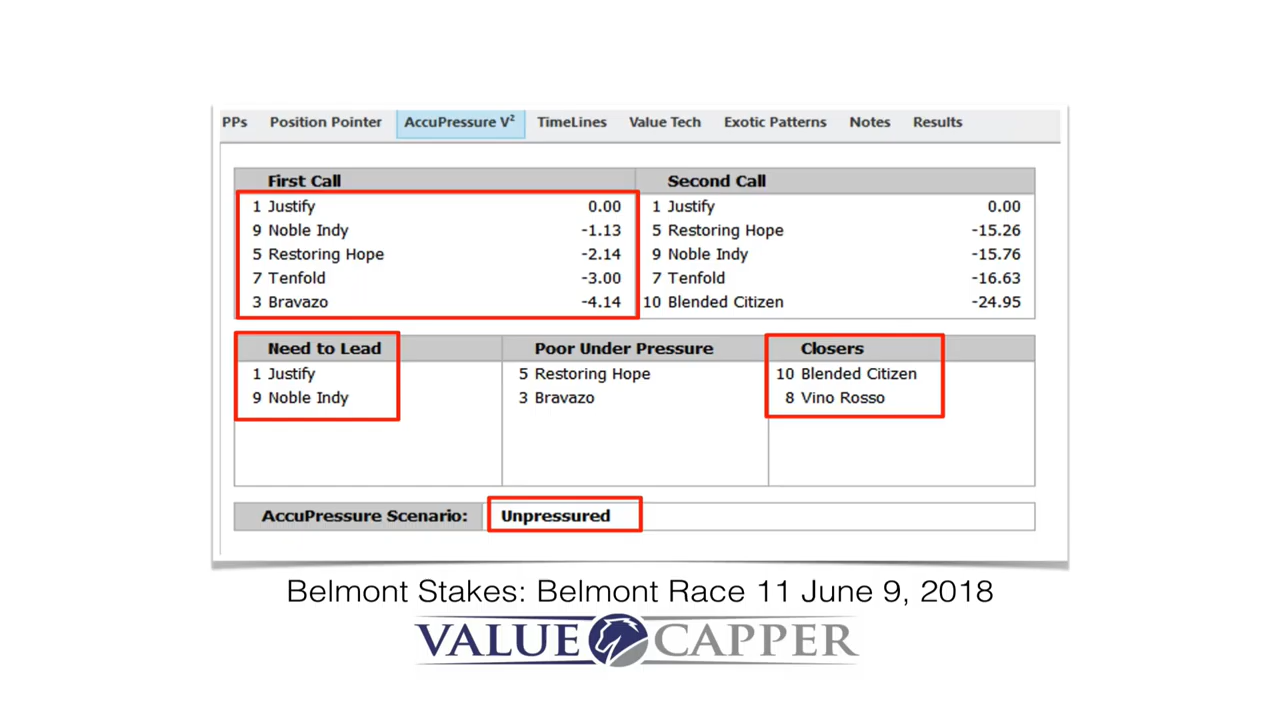 PPs Position Pointer AccuPressure V² TimeLines Value Tech Exotic Patterns Notes Results
First Call
1 Justify 0.00
9 Noble Indy -1.13
5 Restoring Hope -2.14
7 Tenfold -3.00
3 Bravazo -4.14
Second Call
1 Justify 0.00
5 Restoring Hope -15.26
9 Noble Indy -15.76
7 Tenfold -16.63
10 Blended Citizen -24.95
Need to Lead
1 Justify
9 Noble Indy
Poor Under Pressure
5 Restoring Hope
3 Bravazo
Closers
10 Blended Citizen
8 Vino Rosso
AccuPressure Scenario: Unpressured
Belmont Stakes: Belmont Race 11 June 9, 2018
VALUE CAPPER